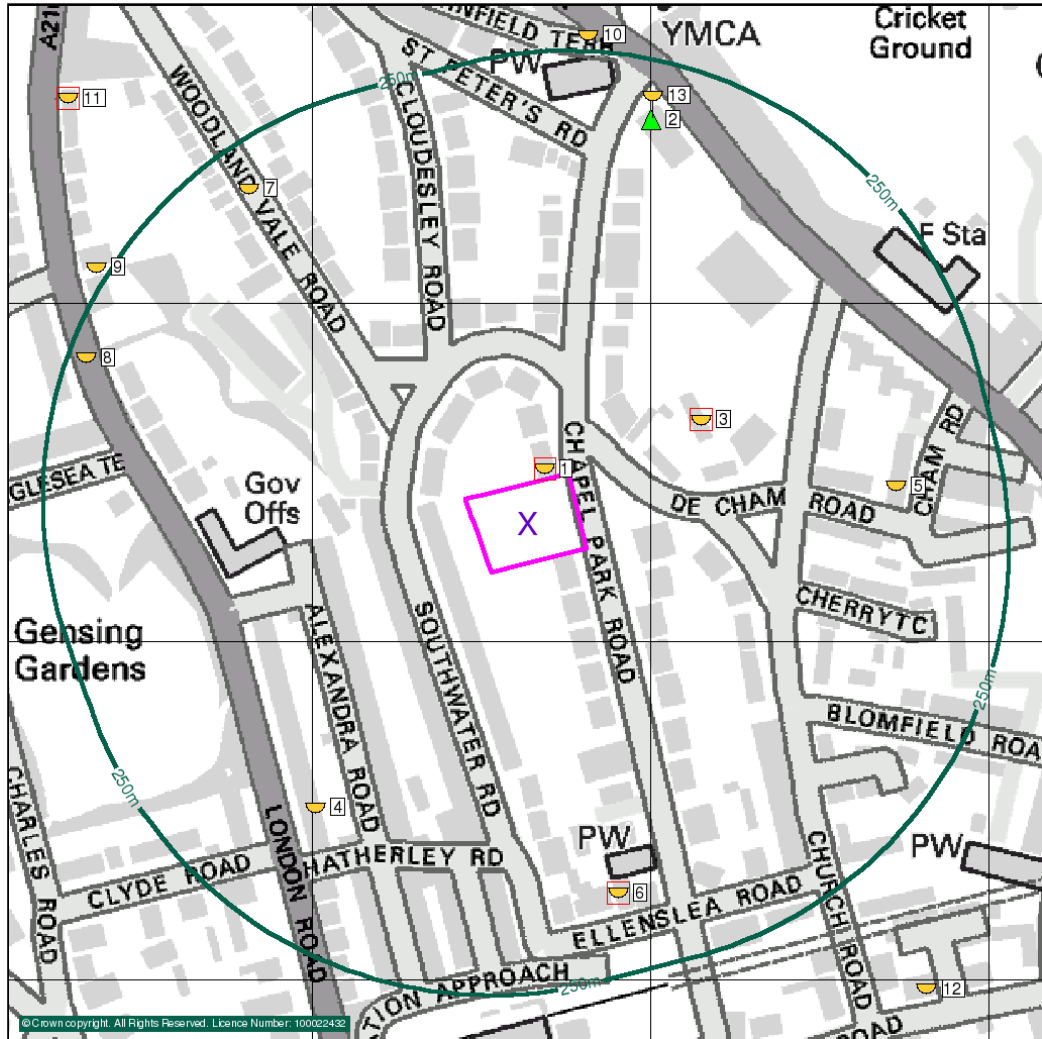 A21
INFIELD TERR
10
YMCA
Cricket
Ground
PW
ST PETER'S RD
250m
11
13
2
WOODLAND VALE ROAD
CLOUDESLEY ROAD
7
250m
F Sta
9
8
3
1
CHAPEL PARK ROAD
DE CHAM ROAD
CHAM RD
5
GLESEA TE
Gov
Offs
X
CHERRYTC
SOUTHWATER RD
ALEXANDRA ROAD
Gensing
Gardens
250m
BLOMFIELD ROA
250m
CHARLES ROAD
4
LONDON ROAD
HATHERLEY RD
CLYDE ROAD
PW
PW
6
CHURCH ROAD
ELLENSLEA ROAD
TION APPROACH
250m
12
ROAD
© Crown copyright. All Rights Reserved. Licence Number: 100022432